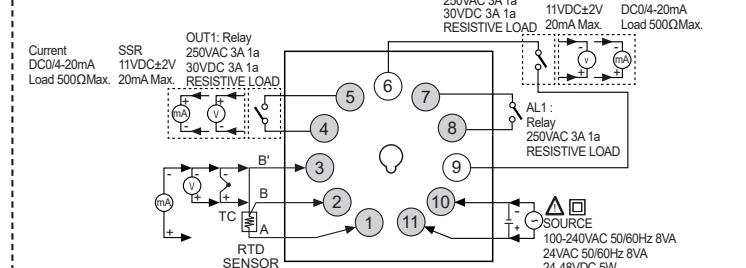 250VAC 3A 1a
30VDC 3A 1a
RESISTIVE LOAD
11VDC±2V
20mA Max.
DC0/4-20mA
Load 500ΩMax.
Current
DC0/4-20mA
Load 500ΩMax.
SSR
11VDC±2V
20mA Max.
OUT1: Relay
250VAC 3A 1a
30VDC 3A 1a
RESISTIVE LOAD
+
-
mA
V
+
-
mA
V
5
6
7
4
8
3
9
2
10
1
11
AL1 :
Relay
250VAC 3A 1a
RESISTIVE LOAD
B'
B
A
mA
V
-
+
TC
RTD
SENSOR
-
+
SOURCE
100-240VAC 50/60Hz 8VA
24VAC 50/60Hz 8VA
24-48VDC 5W